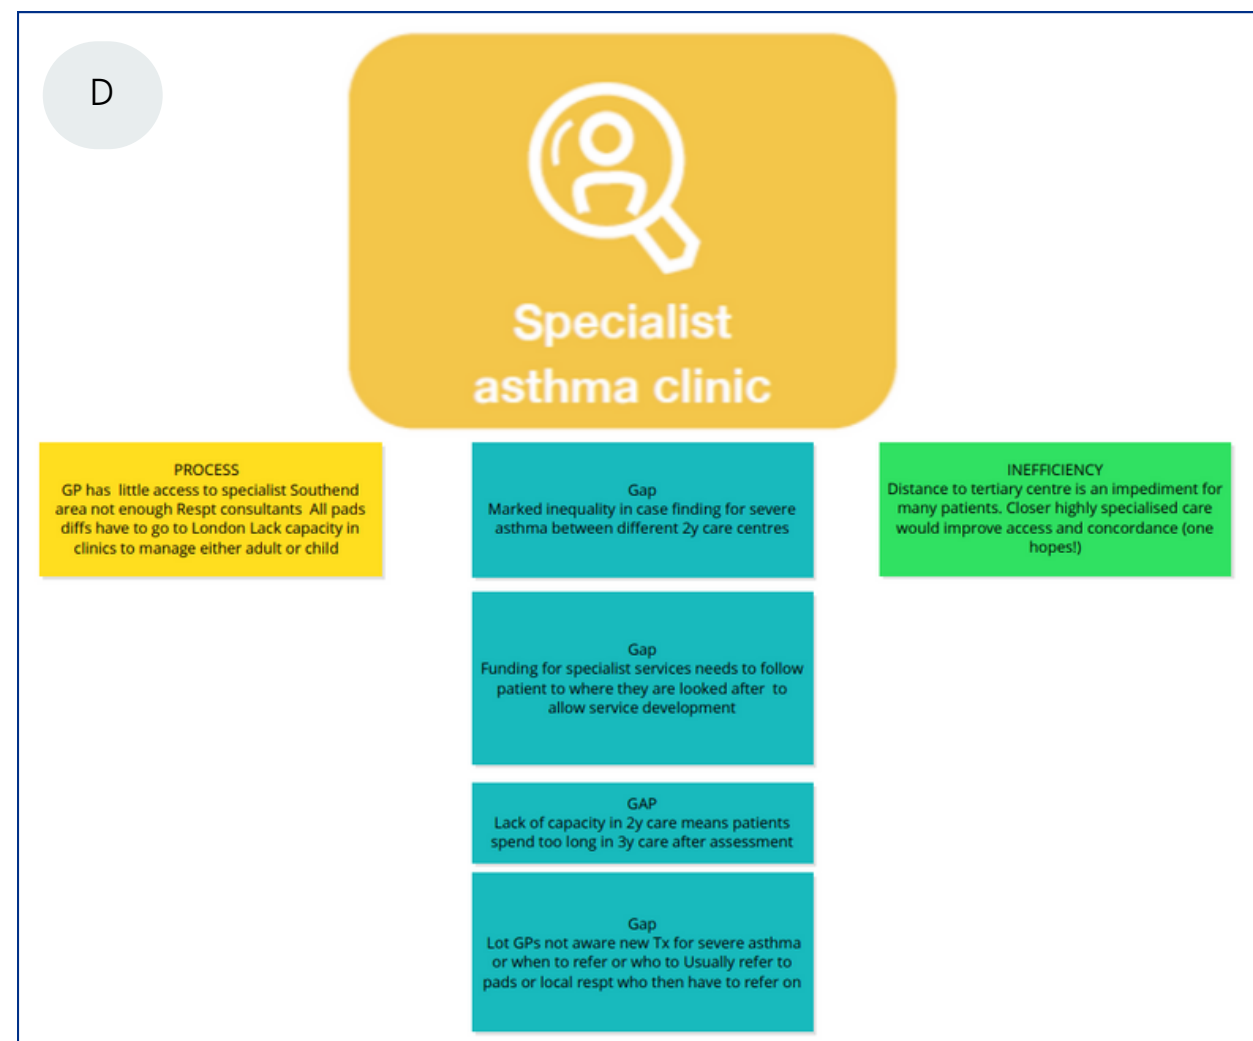 D
Specialist
asthma clinic
PROCESS
GP has little access to specialist Southend
area not enough Respt consultants All pads
diffs have to go to London Lack capacity in
clinics to manage either adult or child
Gap
Marked inequality in case finding for severe
asthma between different 2y care centres
INEFFICIENCY
Distance to tertiary centre is an impediment for
many patients. Closer highly specialised care
would improve access and concordance (one
hopes!)
Gap
Funding for specialist services needs to follow
patient to where they are looked after to
allow service development
GAP
Lack of capacity in 2y care means patients
spend too long in 3y care after assessment
Gap
Lot GPs not aware new Tx for severe asthma
or when to refer or who to Usually refer to
pads or local respt who then have to refer on